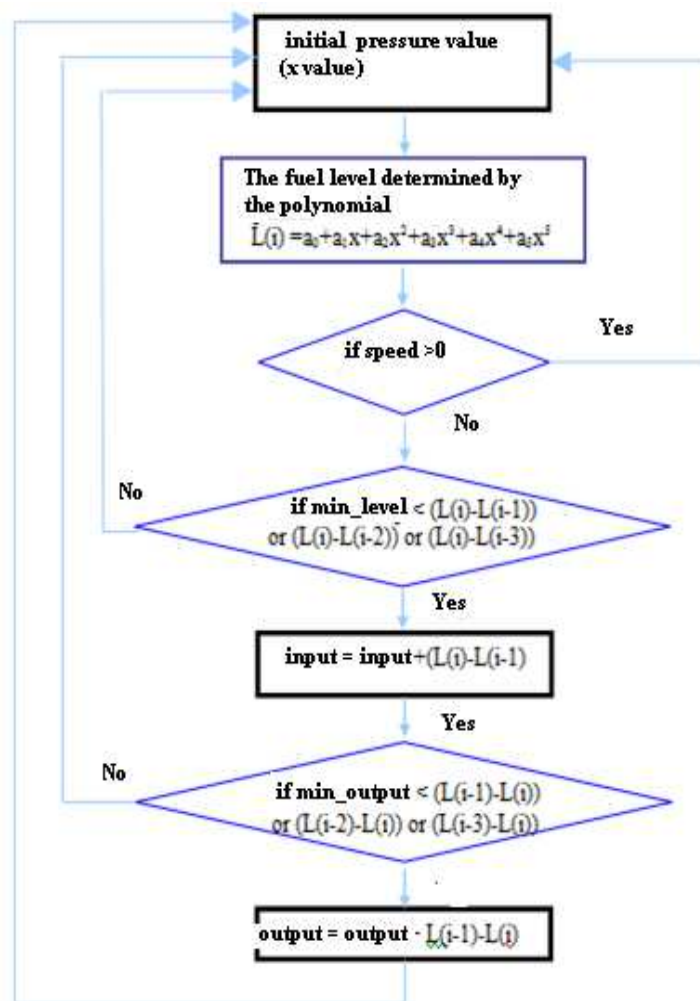 initial pressure value
(x value)
The fuel level determined by
the polynomial
L̄(i) =a₀+a₁x+a₂x²+a₃x³+a₄x⁴+a₅x⁵
if speed >0
Yes
No
No
if min_level < (L(i)-L(i-1))
or (L(i)-L(i-2))¯ or (L(i)-L(i-3))
Yes
input = input+(L(i)-L(i-1)
Yes
No
if min_output < (L(i-1)-L(i))
or (L(i-2)-L(i)) or (L(i-3)-L(i))
output = output - L(i-1)-L(i)